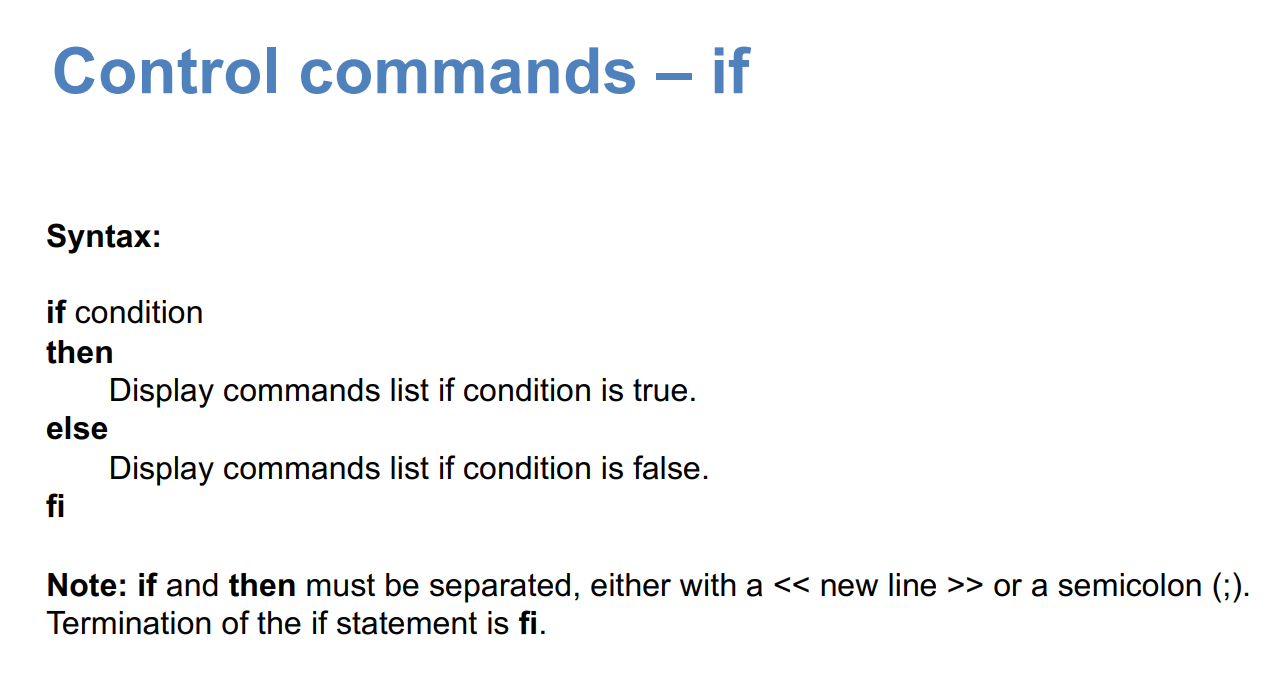 Control commands – if
Syntax:
if condition
then
Display commands list if condition is true.
else
Display commands list if condition is false.
fi
Note: if and then must be separated, either with a << new line >> or a semicolon (;).
Termination of the if statement is fi.